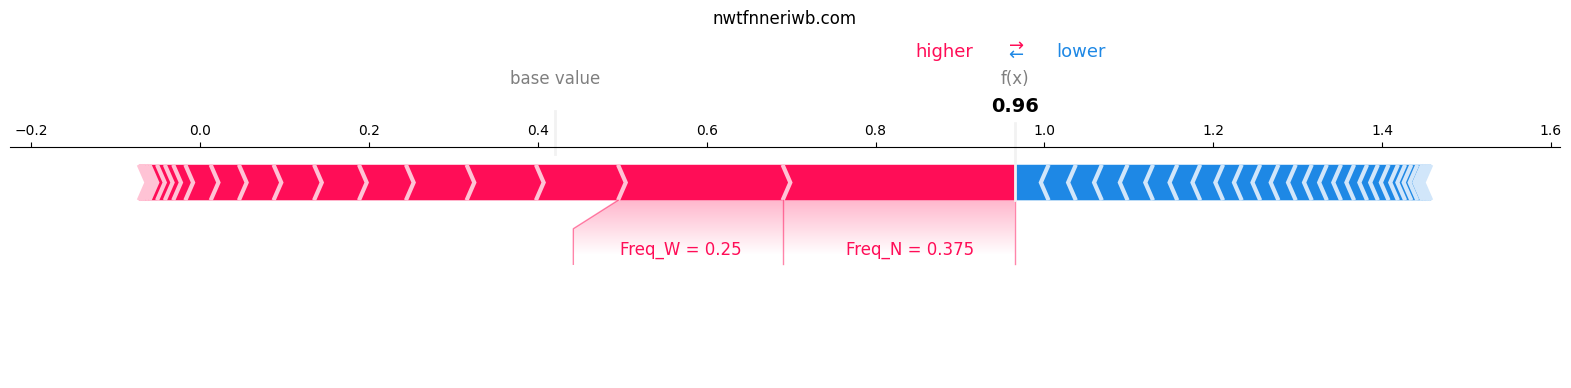 nwtfnneriwb.com
higher ⇄ lower
base value f(x)
0.96
−0.2 0.0 0.2 0.4 0.6 0.8 1.0 1.2 1.4 1.6
Freq_W = 0.25 Freq_N = 0.375